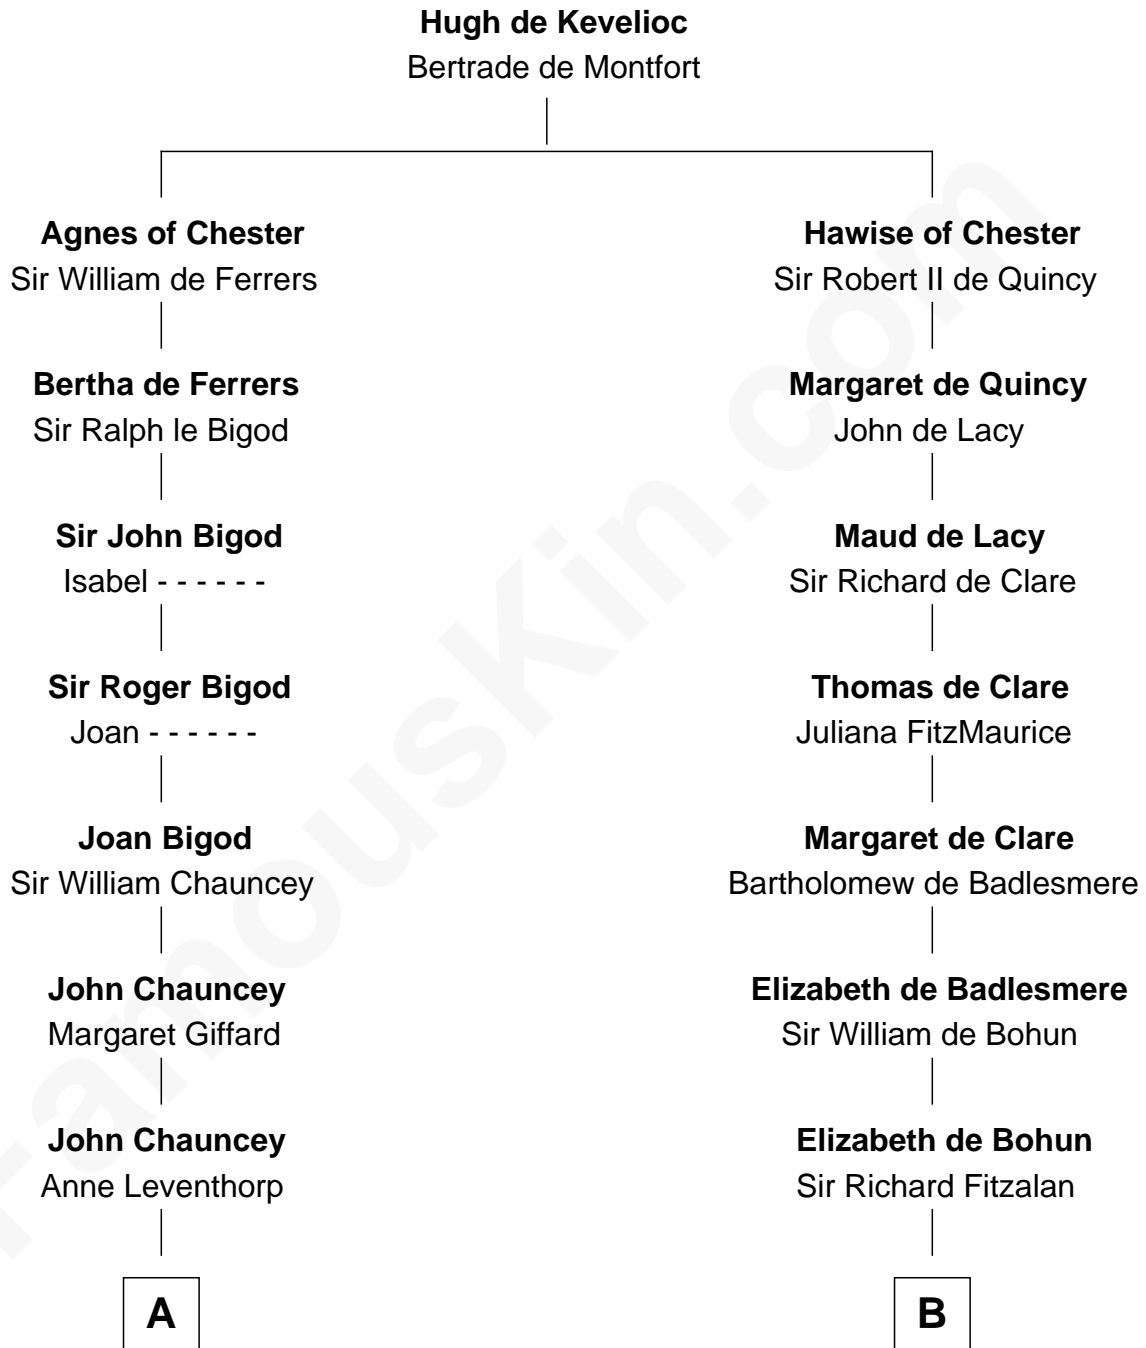 Hugh de Kevelioc
Bertrade de Montfort
Agnes of Chester
Sir William de Ferrers
Hawise of Chester
Sir Robert II de Quincy
Bertha de Ferrers
Sir Ralph le Bigod
Margaret de Quincy
John de Lacy
Sir John Bigod
Isabel - - - - - -
Maud de Lacy
Sir Richard de Clare
Sir Roger Bigod
Joan - - - - - -
Thomas de Clare
Juliana FitzMaurice
Joan Bigod
Sir William Chauncey
Margaret de Clare
Bartholomew de Badlesmere
John Chauncey
Margaret Giffard
Elizabeth de Badlesmere
Sir William de Bohun
John Chauncey
Anne Leventhorp
Elizabeth de Bohun
Sir Richard Fitzalan
A
B
FamousKin.com